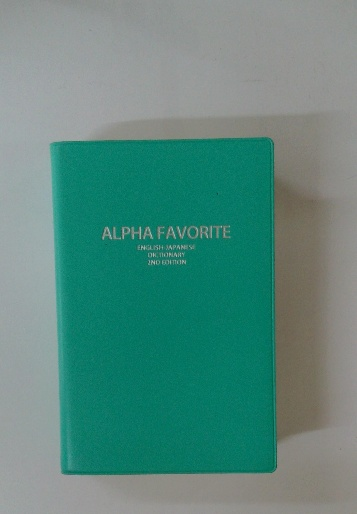 ALPHA FAVORITE
ENGLISH-JAPANESE
DICTIONARY
2ND EDITION